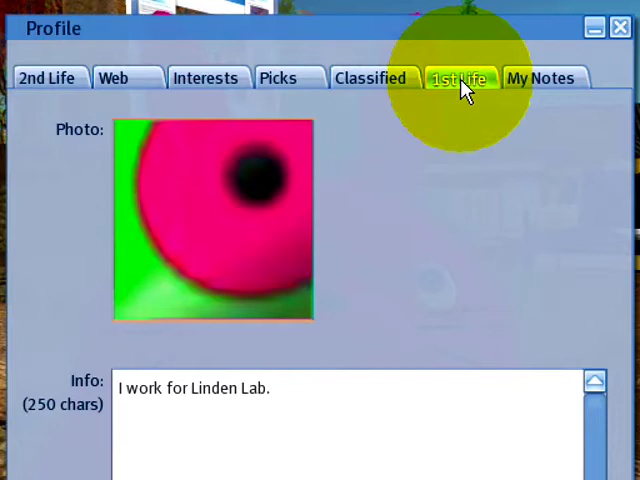 Profile
2nd Life Web Interests Picks Classified 1st Life My Notes
Photo:
Info:
(250 chars)
I work for Linden Lab.